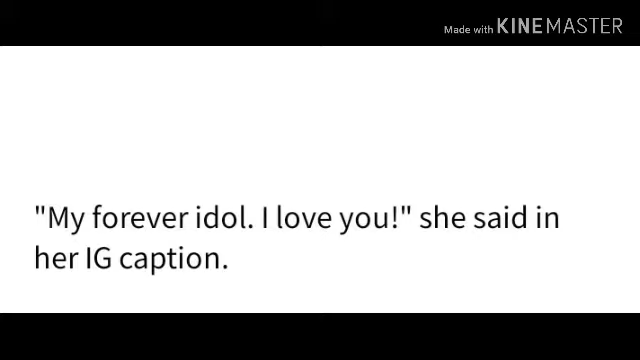 Made with KINEMASTER
"My forever idol. I love you!" she said in
her IG caption.